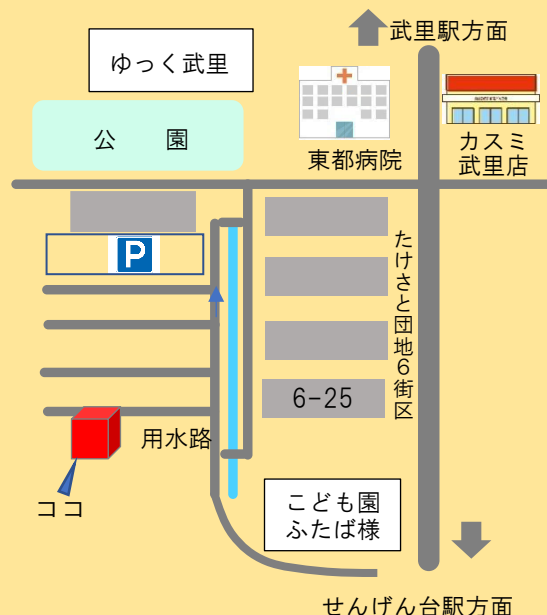 武里駅方面
ゆっく武里
公　園
東都病院
カスミ
武里店
P
たけさと団地6街区
6-25
用水路
ココ
こども園
ふたば様
せんげん台駅方面